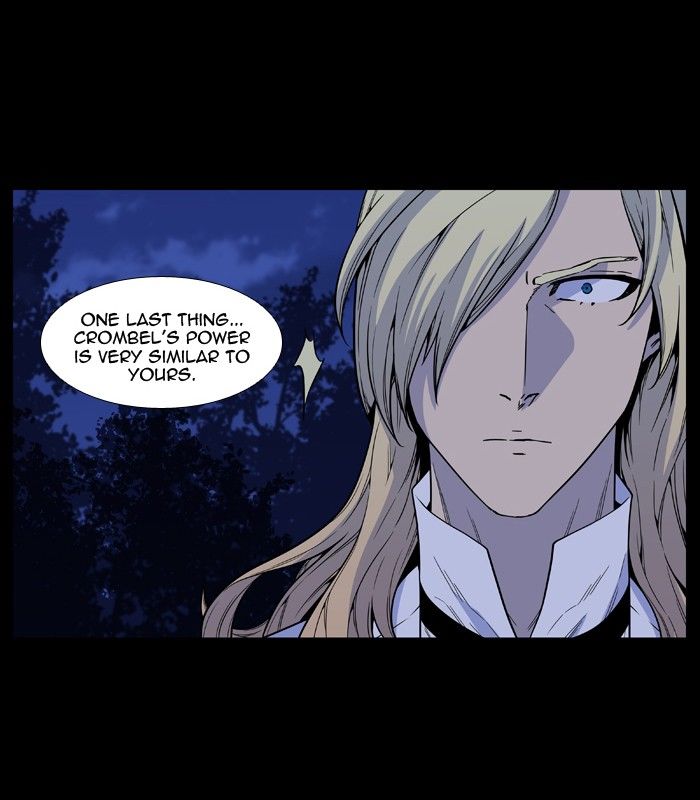 ONE LAST THING...
CROMBEL'S POWER
IS VERY SIMILAR TO
YOURS.